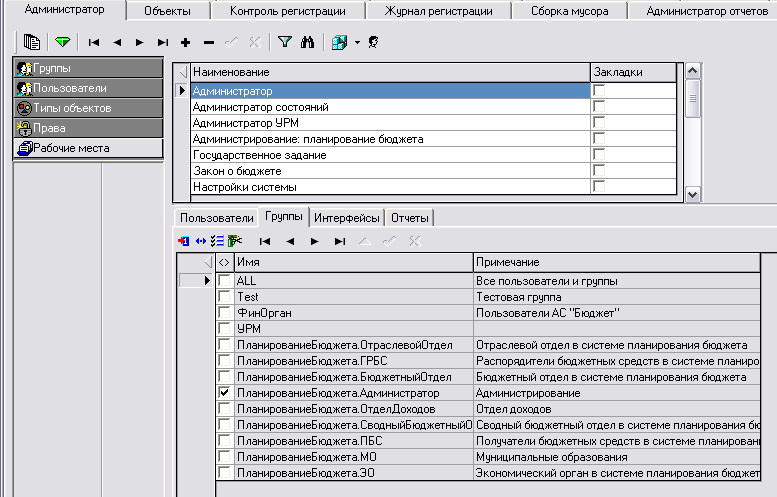 Администратор Объекты Контроль регистрации Журнал регистрации Сборка мусора Администратор отчетов
Группы
Пользователи
Типы объектов
Права
Рабочие места
Наименование Закладки
Администратор
Администратор состояний
Администратор УРМ
Администрирование: планирование бюджета
Государственное задание
Закон о бюджете
Настройки системы
Пользователи Группы Интерфейсы Отчеты
<> Имя Примечание
ALL Все пользователи и группы
Test Тестовая группа
ФинОрган Пользователи АС "Бюджет"
УРМ
ПланированиеБюджета.ОтраслевойОтдел Отраслевой отдел в системе планирования бюджета
ПланированиеБюджета.ГРБС Распорядители бюджетных средств в системе планиро
ПланированиеБюджета.БюджетныйОтдел Бюджетный отдел в системе планирования бюджета
ПланированиеБюджета.Администратор Администрирование
ПланированиеБюджета.ОтделДоходов Отдел доходов
ПланированиеБюджета.СводныйБюджетныйО Сводный бюджетный отдел в системе планирования бю
ПланированиеБюджета.ПБС Получатели бюджетных средств в системе планирован
ПланированиеБюджета.МО Муниципальные образования
ПланированиеБюджета.ЭО Экономический орган в системе планирования бюджет